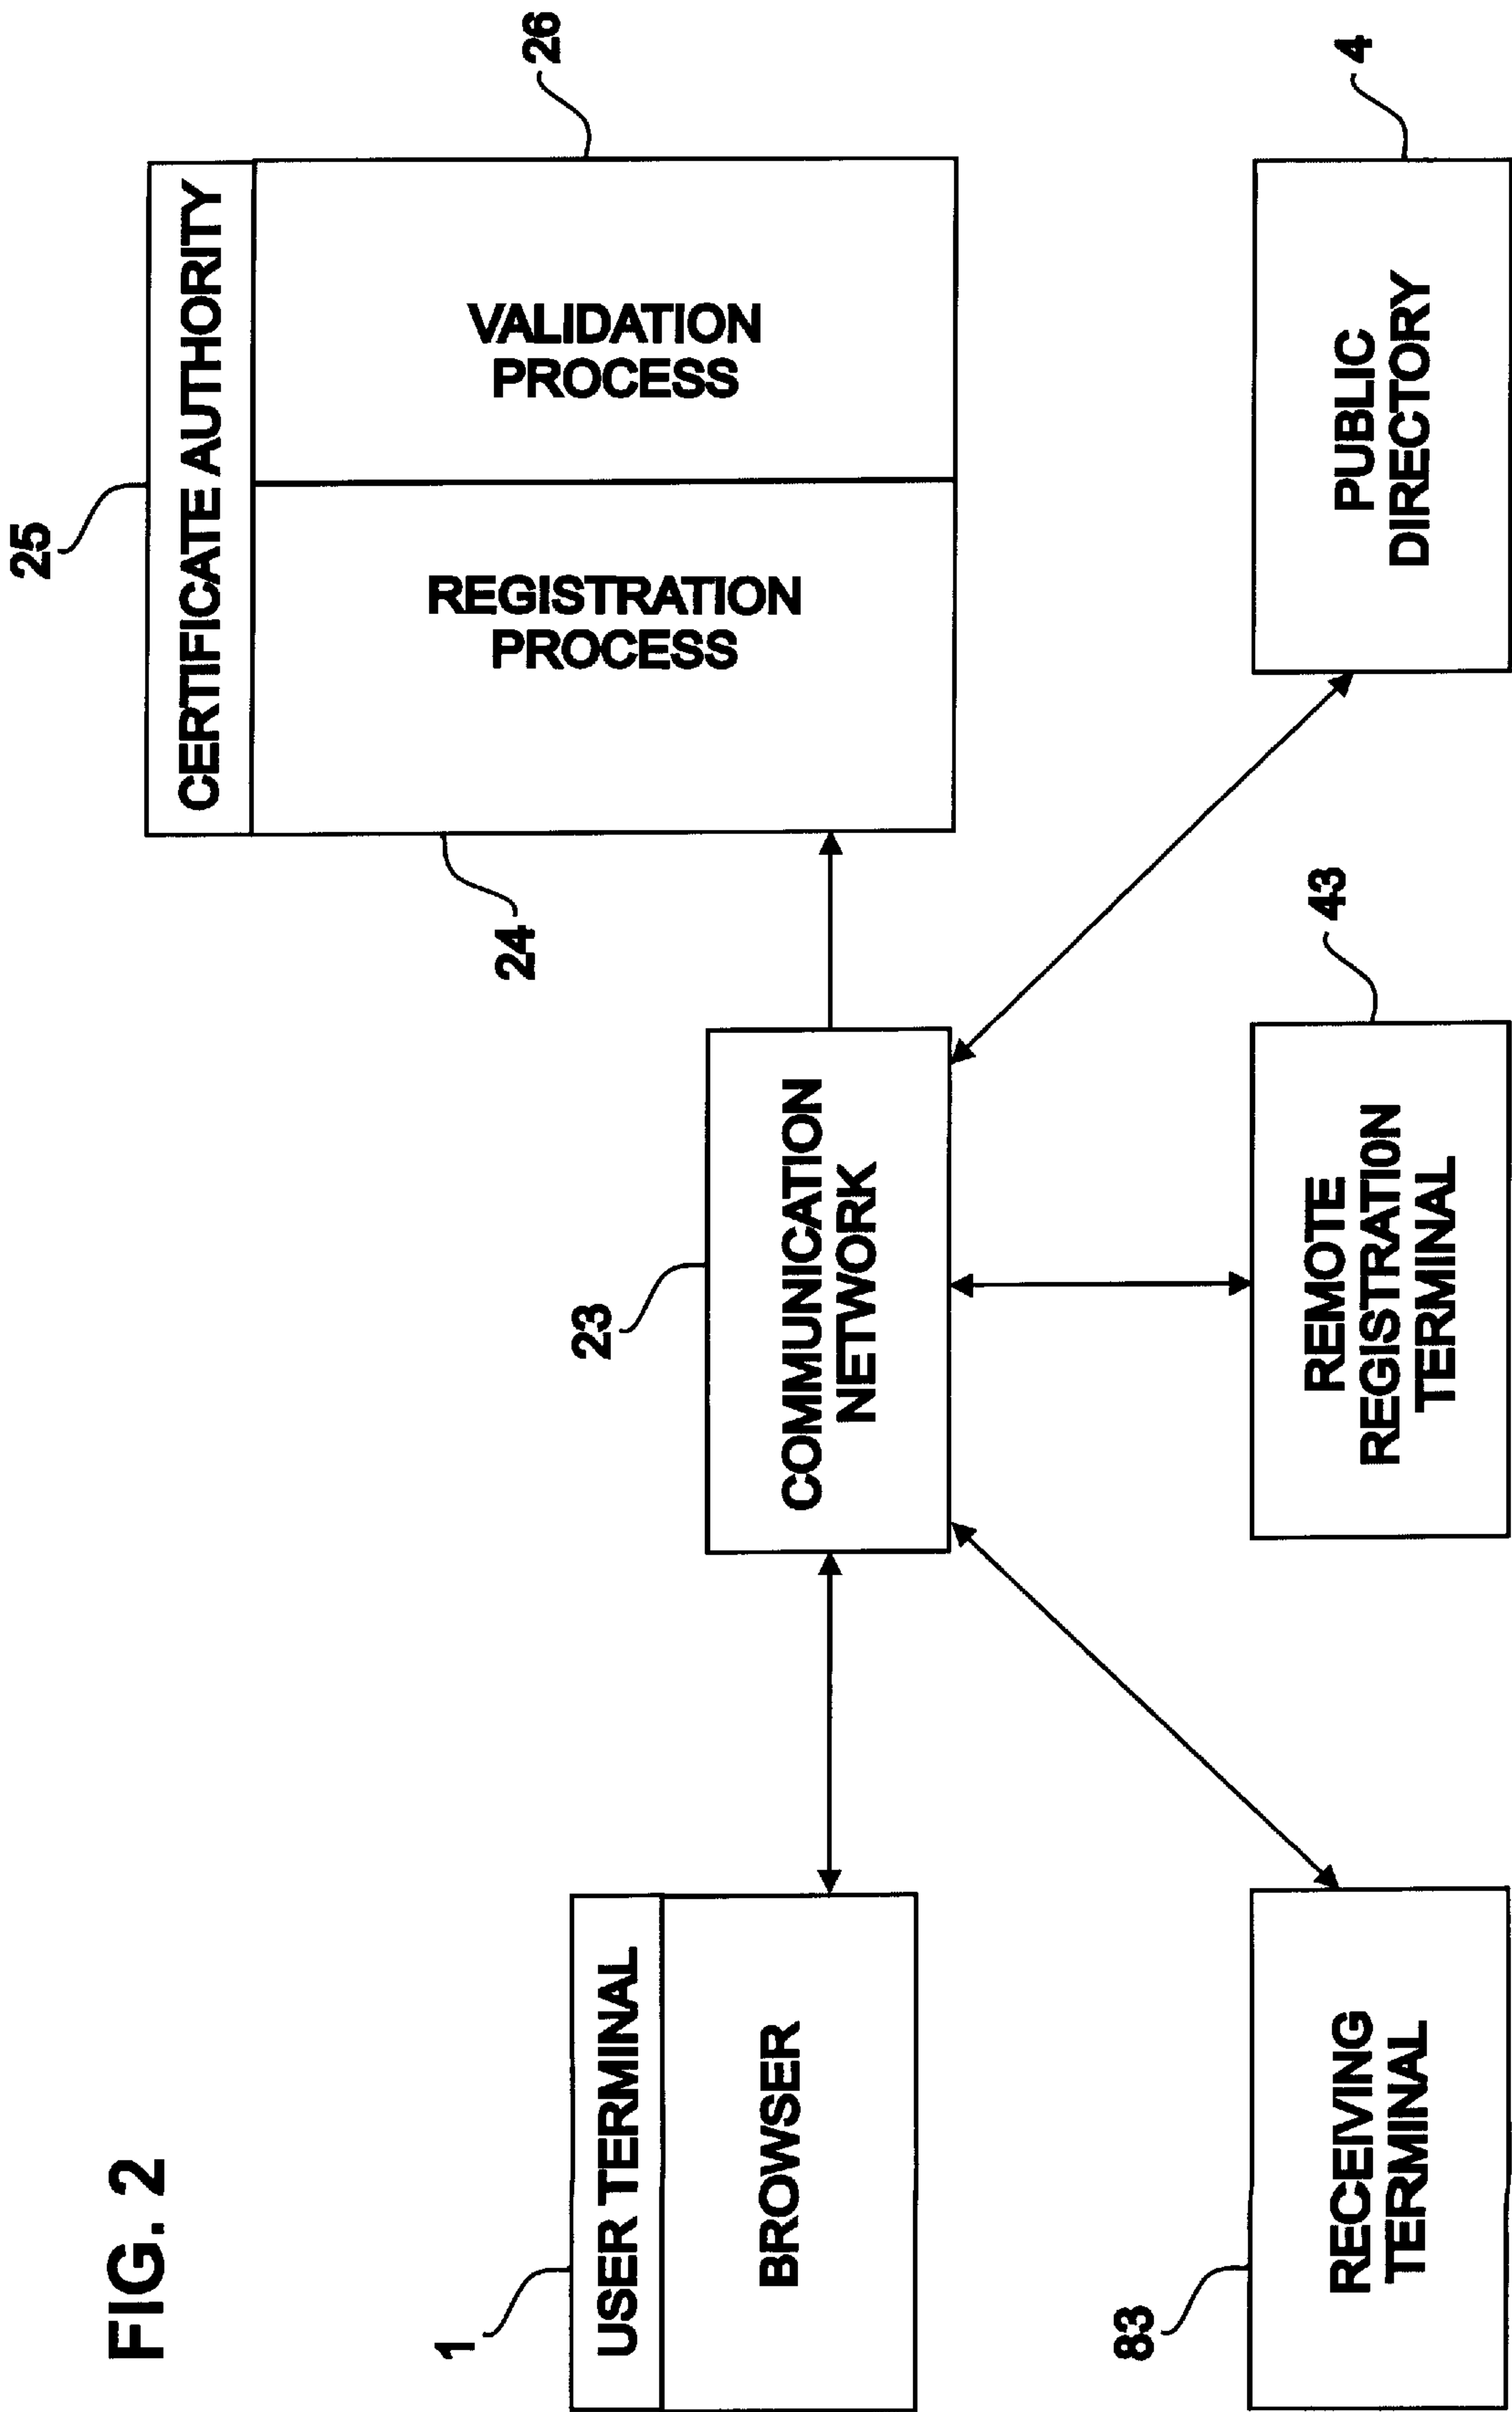 FIG. 2
1
USER TERMINAL
BROWSER
23
COMMUNICATION
NETWORK
25
CERTIFICATE AUTHORITY
24
REGISTRATION
PROCESS
VALIDATION
PROCESS
26
83
RECEIVING
TERMINAL
REMOTE
REGISTRATION
TERMINAL
43
PUBLIC
DIRECTORY
4